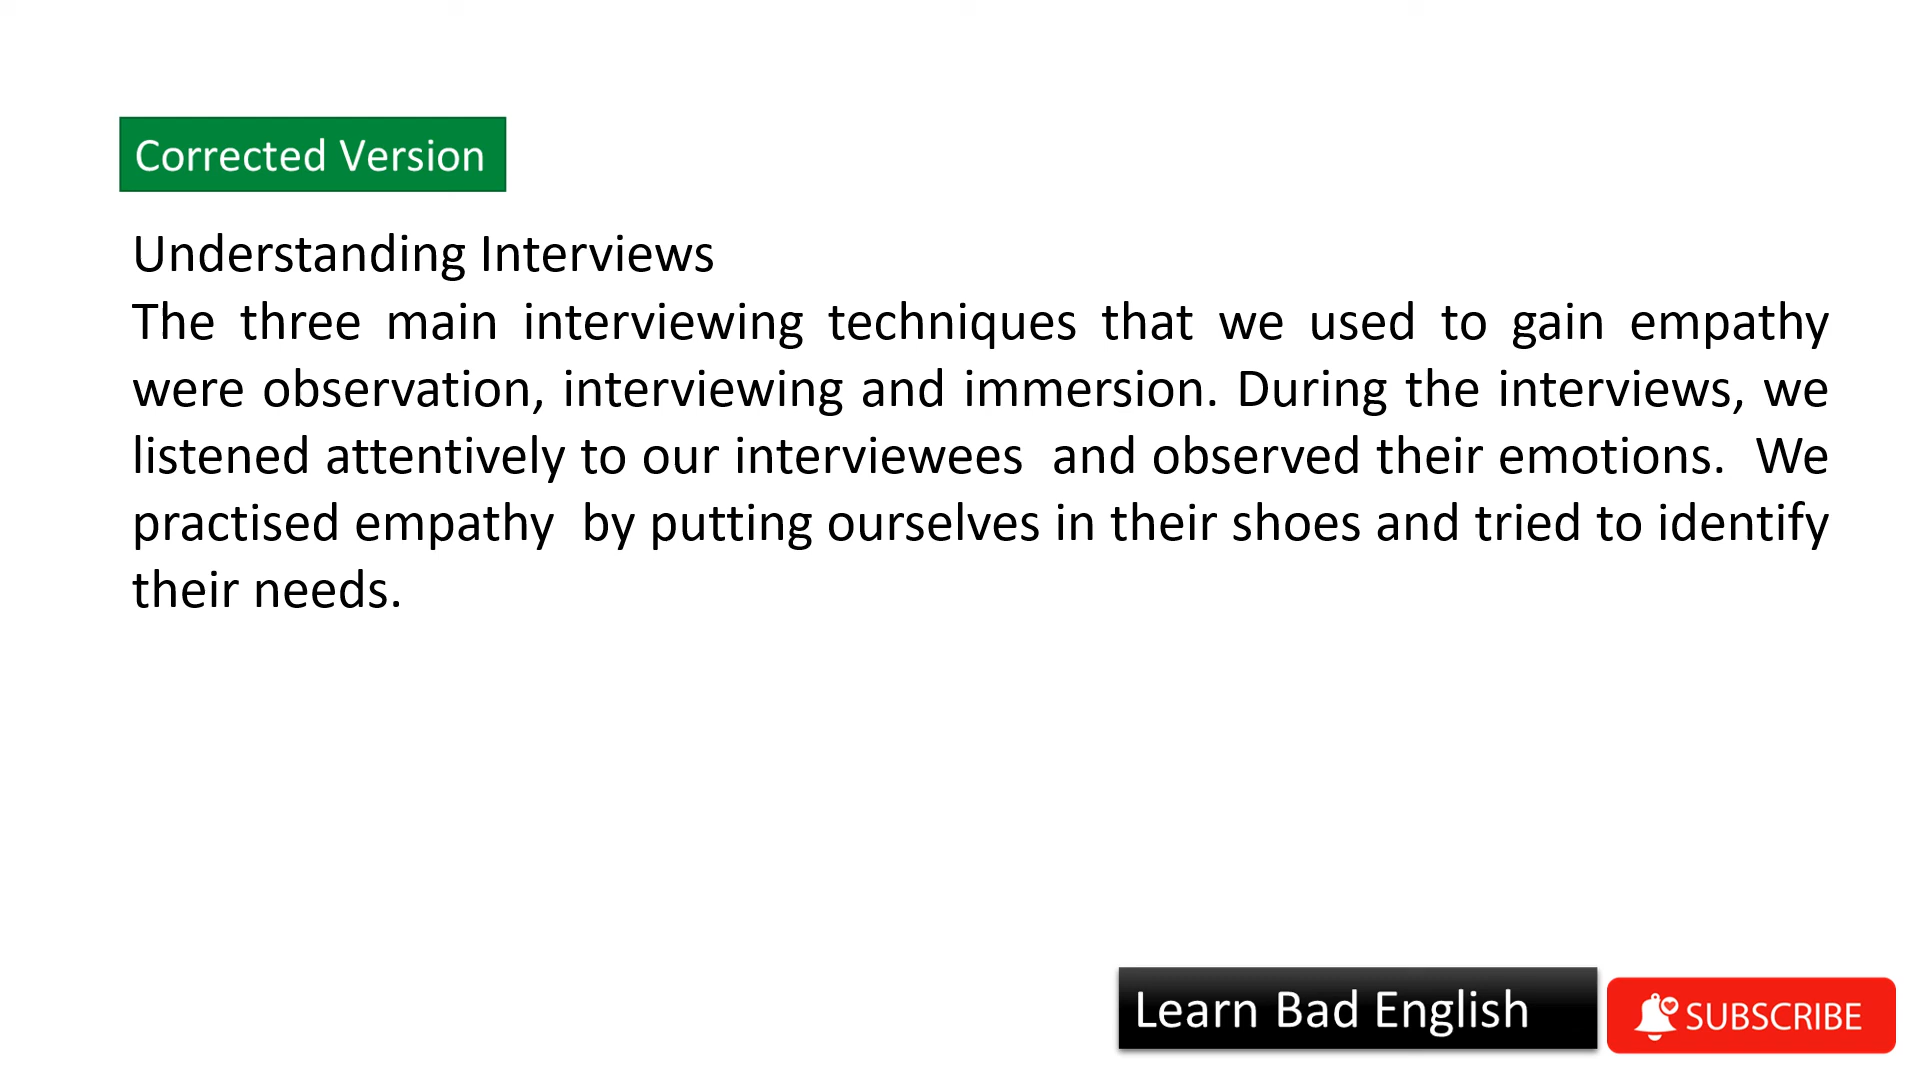 Corrected Version
Understanding Interviews
The three main interviewing techniques that we used to gain empathy
were observation, interviewing and immersion. During the interviews, we
listened attentively to our interviewees  and observed their emotions.  We
practised empathy  by putting ourselves in their shoes and tried to identify
their needs.
Learn Bad English
SUBSCRIBE